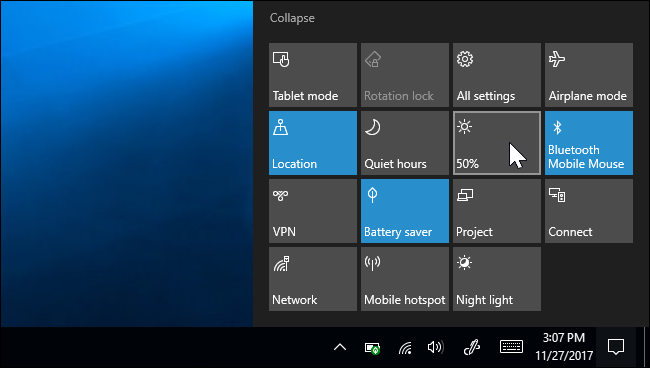 Collapse
Tablet mode
Rotation lock
All settings
Airplane mode
Location
Quiet hours
50%
Bluetooth
Mobile Mouse
VPN
Battery saver
Project
Connect
Network
Mobile hotspot
Night light
3:07 PM
11/27/2017